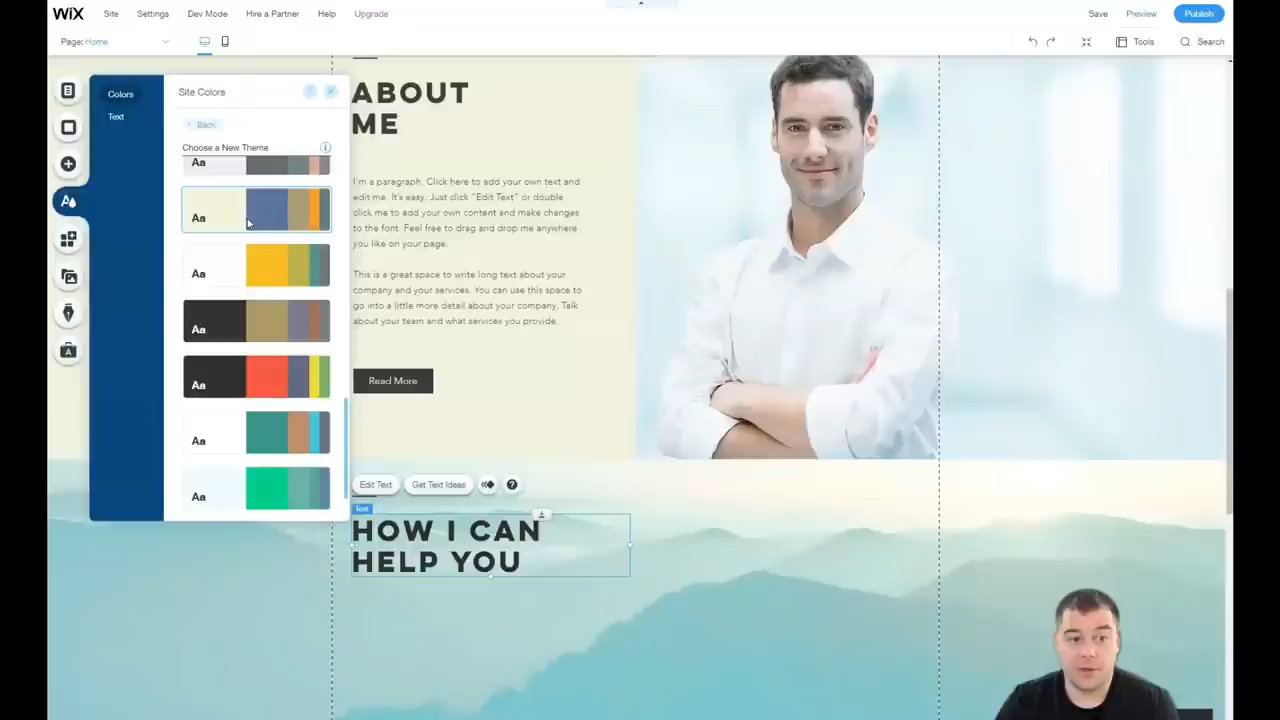 WiX
Site
Settings
Dev Mode
Hire a Partner
Help
Upgrade
Save
Preview
Publish
Page: Home
Tools
Search
Colors
Text
Site Colors
?
Back
Choose a New Theme
Aa
Aa
Aa
Aa
Aa
Aa
Aa
ABOUT
ME
I'm a paragraph. Click here to add your own text and
edit me. It's easy. Just click "Edit Text" or double
click me to add your own content and make changes
to the font. Feel free to drag and drop me anywhere
you like on your page.
This is a great space to write long text about your
company and your services. You can use this space to
go into a little more detail about your company. Talk
about your team and what services you provide.
Read More
Edit Text
Get Text Ideas
?
Text
HOW I CAN
HELP YOU